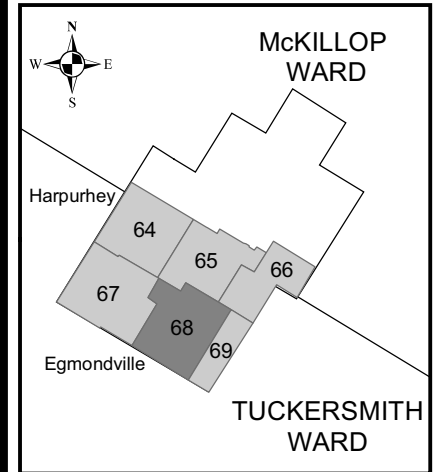 N
W E
S
McKILLOP
WARD
Harpurhey
64
65
66
67
68
69
Egmondville
TUCKERSMITH
WARD